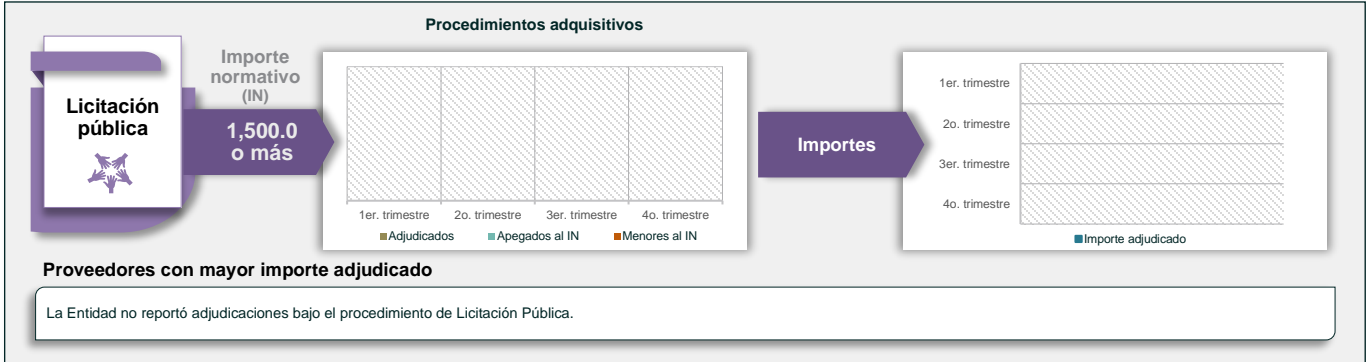 Procedimientos adquisitivos
Licitación
pública
Importe
normativo
(IN)
1,500.0
o más
1er. trimestre 2o. trimestre 3er. trimestre 4o. trimestre
Adjudicados Apegados al IN Menores al IN
Importes
1er. trimestre
2o. trimestre
3er. trimestre
4o. trimestre
Importe adjudicado
Proveedores con mayor importe adjudicado
La Entidad no reportó adjudicaciones bajo el procedimiento de Licitación Pública.